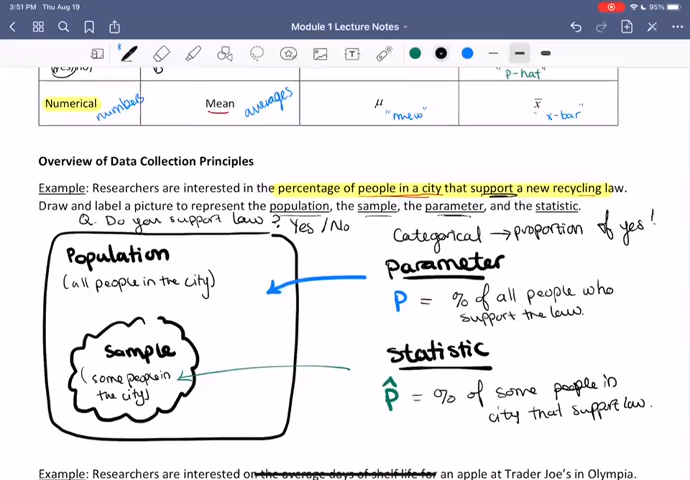 3:51 PM Thu Aug 19
95%
Module 1 Lecture Notes
"P-hat"
Numerical numbers Mean averages μ "mew" x̄ "x-bar"
Overview of Data Collection Principles
Example: Researchers are interested in the percentage of people in a city that support a new recycling law.
Draw and label a picture to represent the population, the sample, the parameter, and the statistic.
Q. Do you support law? Yes /No
Categorical → proportion of yes!
Population
(all people in the city)
Sample
(some people in
the city)
Parameter
P = % of all people who
support the law.
Statistic
P̂ = % of some people in
city that support law.
Example: Researchers are interested on the average days of shelf life for an apple at Trader Joe's in Olympia.